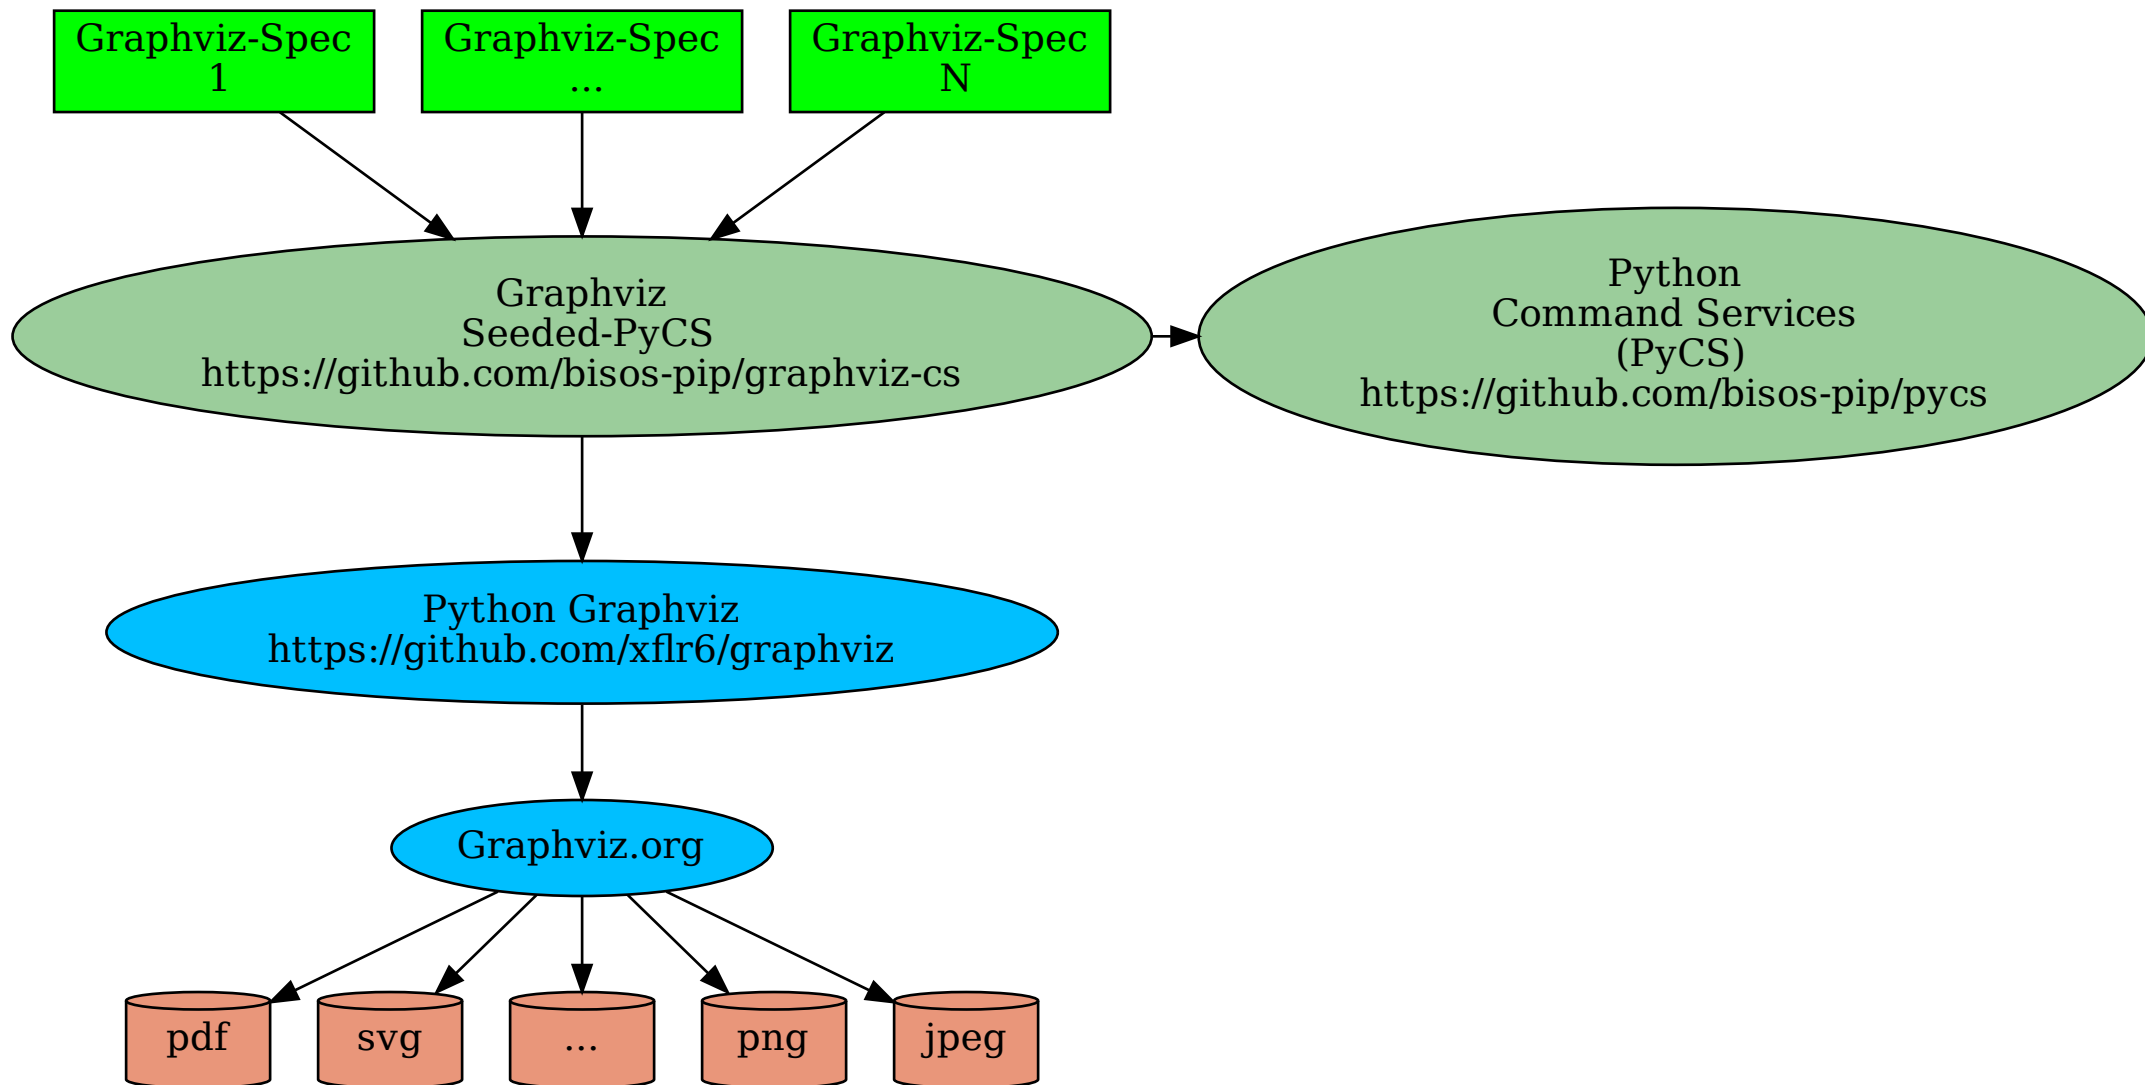 Graphviz-Spec
1
Graphviz-Spec
...
Graphviz-Spec
N
Graphviz
Seeded-PyCS
https://github.com/bisos-pip/graphviz-cs
Python
Command Services
(PyCS)
https://github.com/bisos-pip/pycs
Python Graphviz
https://github.com/xflr6/graphviz
Graphviz.org
pdf
svg
...
png
jpeg